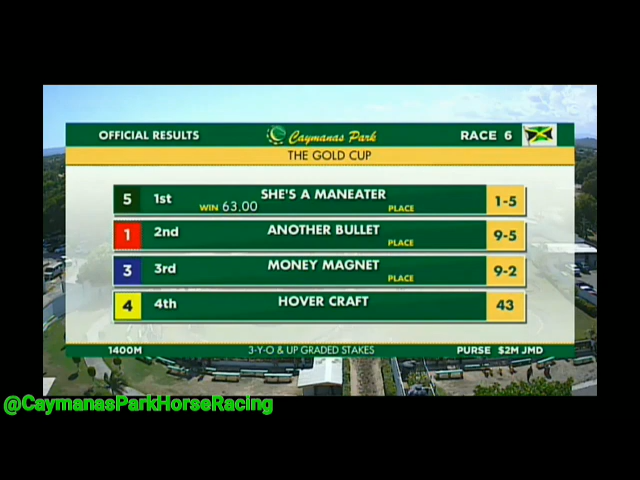 OFFICIAL RESULTS Caymanas Park RACE 6
THE GOLD CUP
5 1st SHE'S A MANEATER 1-5
WIN 63.00 PLACE
1 2nd ANOTHER BULLET 9-5
PLACE
3 3rd MONEY MAGNET 9-2
PLACE
4 4th HOVER CRAFT 43
1400M 3-Y-O & UP GRADED STAKES PURSE $2M JMD
@CaymanasParkHorseRacing